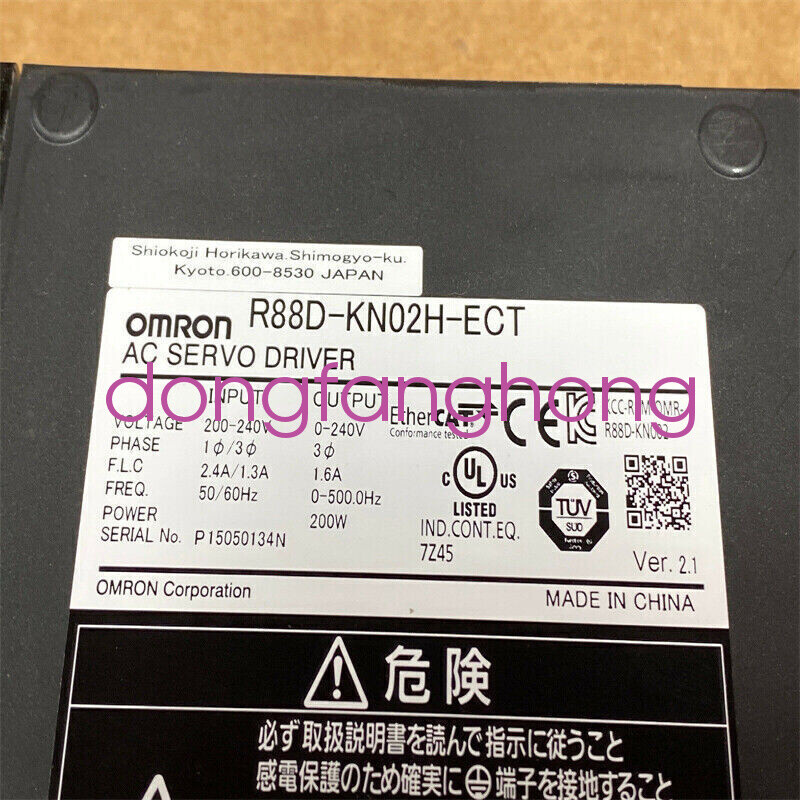 Shiokoji Horikawa.Shimogyo-ku.
Kyoto.600-8530 JAPAN
OMRON R88D-KN02H-ECT
AC SERVO DRIVER
dongfanghong
INPUT OUTPUT
VOLTAGE 200-240V 0-240V
PHASE 1φ/3φ 3φ
F.L.C 2.4A/1.3A 1.6A
FREQ. 50/60Hz 0-500.0Hz
POWER 200W
SERIAL No. P15050134N
EtherCAT
Conformance tested
CE
R88D-KN002
C UL US
LISTED
IND.CONT.EQ.
7Z45
TÜV
SÜD
Ver. 2.1
OMRON Corporation
MADE IN CHINA
危険
必ず取扱説明書を読んで指示に従うこと
感電保護のため確実に端子を接地すること